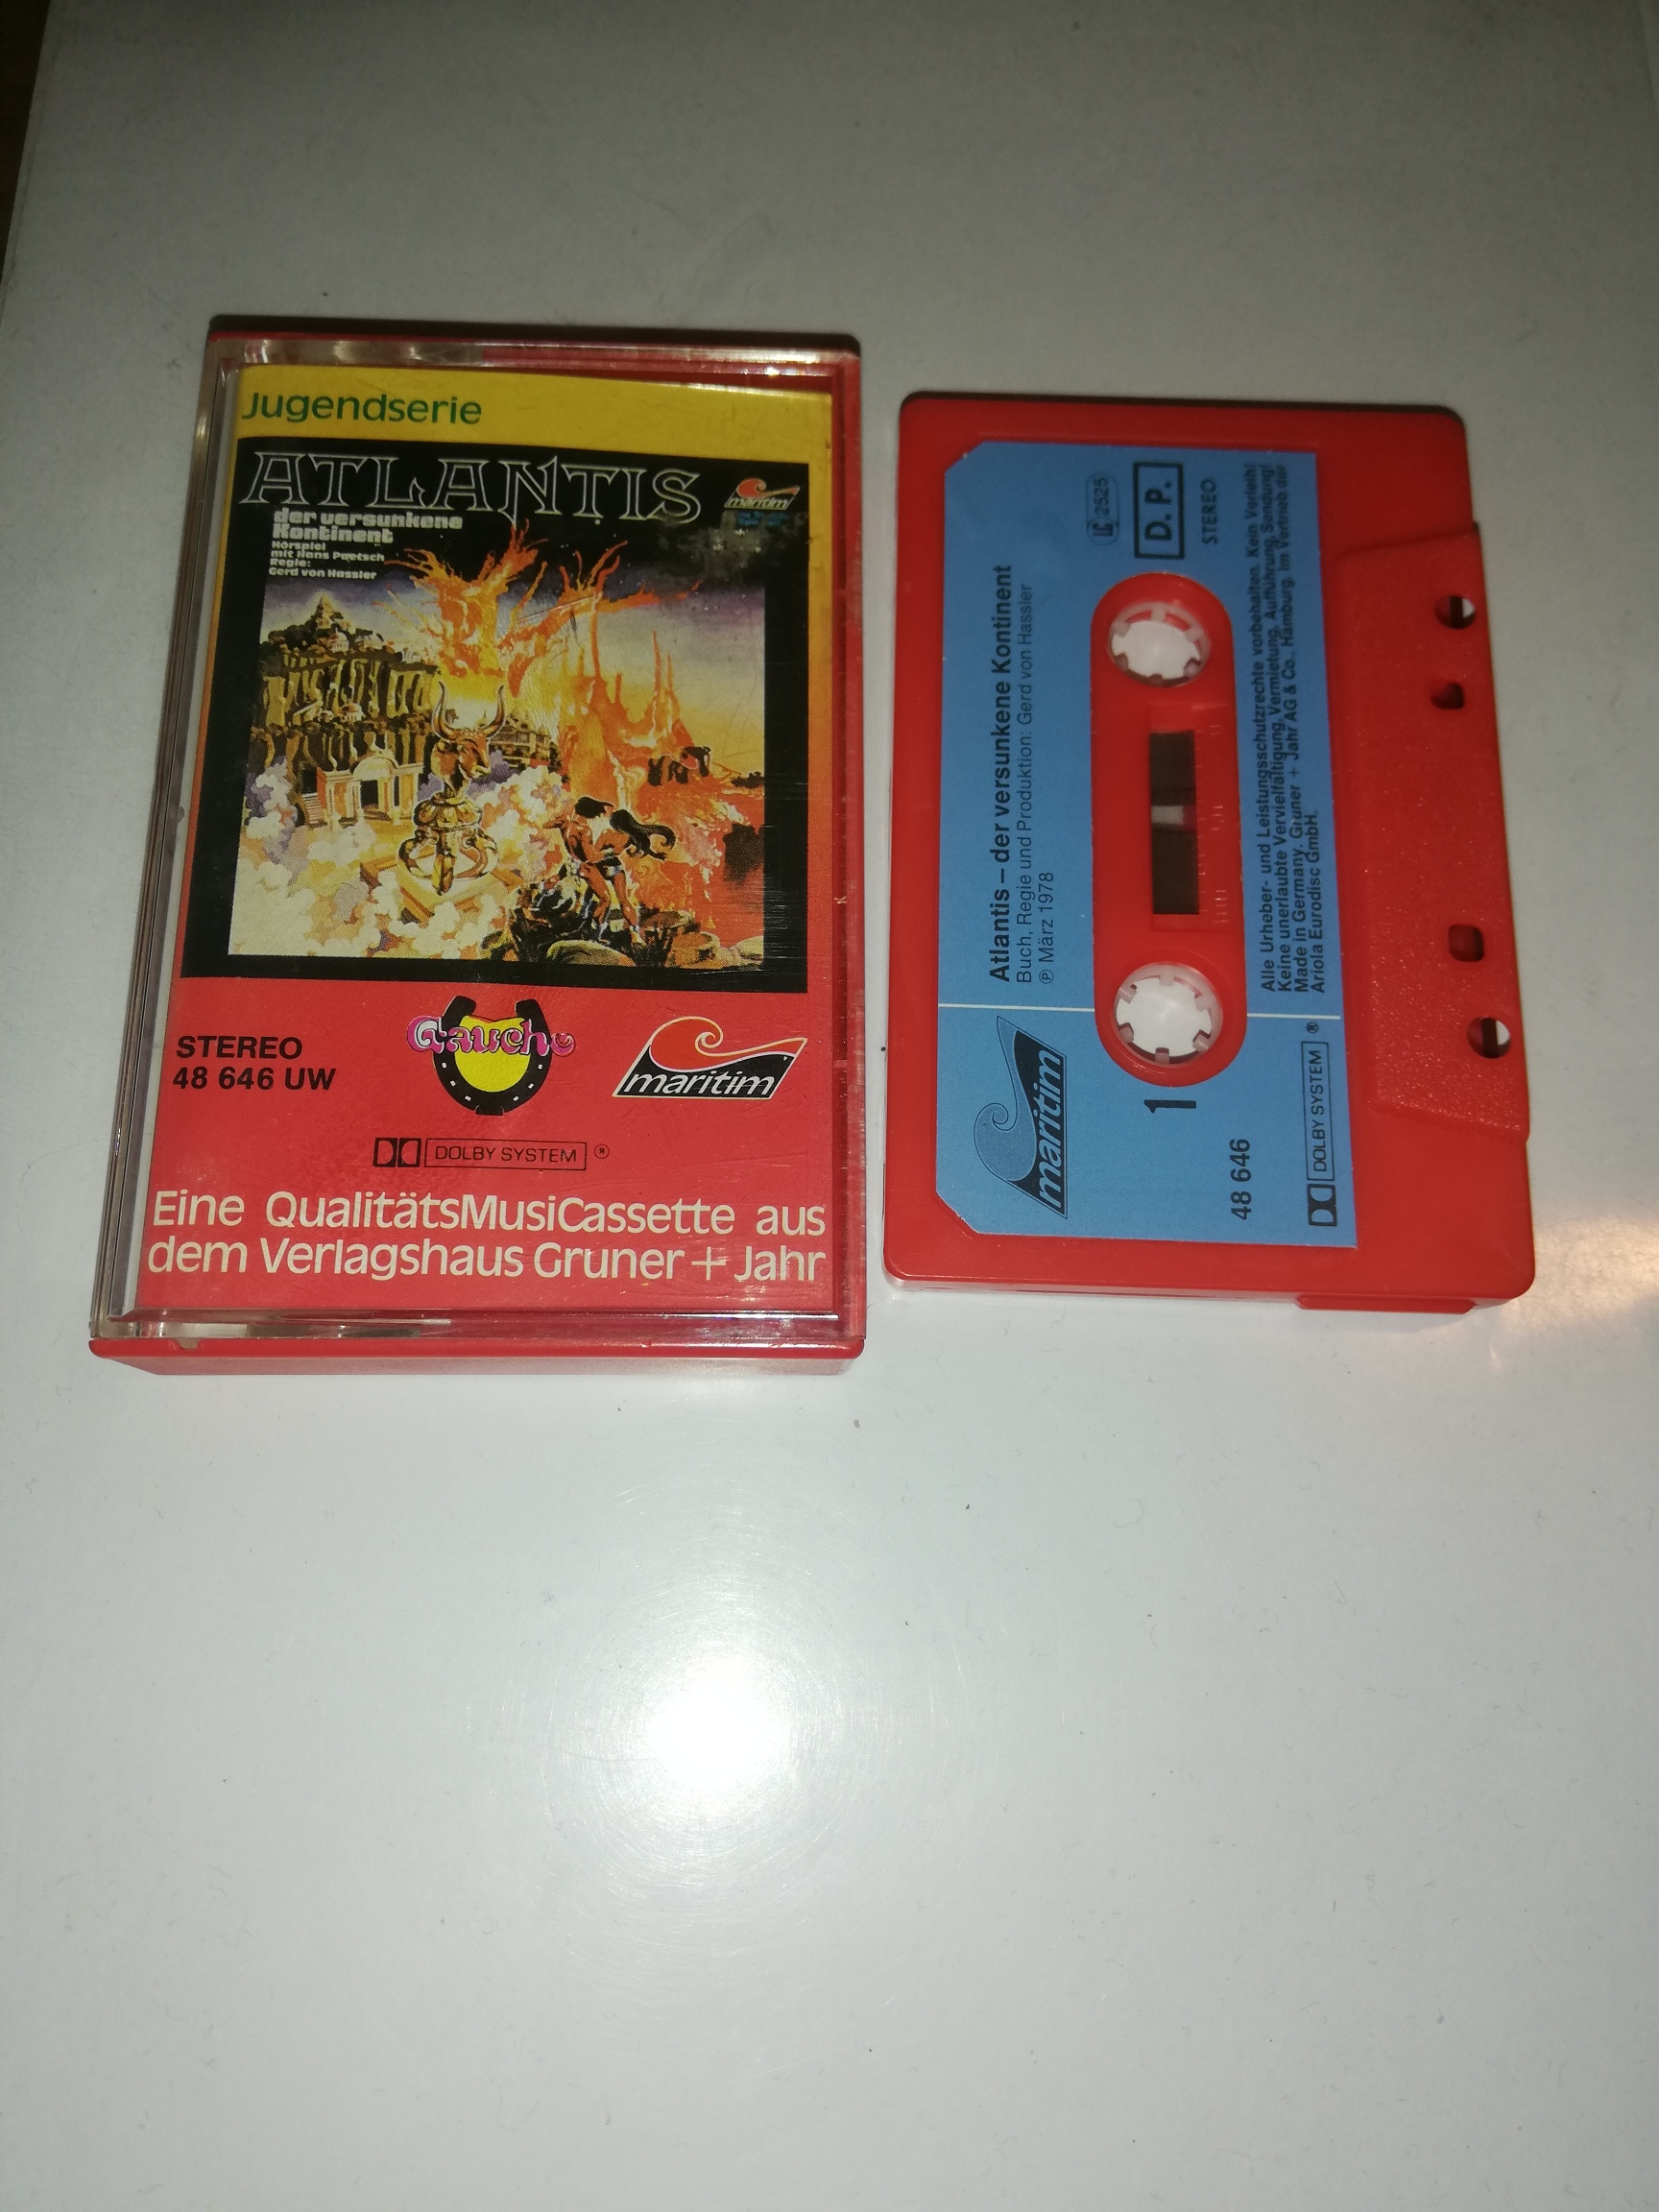 Jugendserie
ATLANTIS
maritim
der versunkene
Kontinent
Hörspiel
mit Hans Paetsch
Regie:
Gerd von Hassler
STEREO
48 646 UW
Gaucho
maritim
DOLBY SYSTEM ®
Eine QualitätsMusiCassette aus
dem Verlagshaus Gruner + Jahr
maritim
Atlantis – der versunkene Kontinent
Buch, Regie und Produktion: Gerd von Hassler
℗ März 1978
LC 2525
1
D. P.
48 646
STEREO
Alle Urheber- und Leistungsschutzrechte vorbehalten. Kein Verleih!
Keine unerlaubte Vervielfältigung, Vermietung, Aufführung, Sendung!
Made in Germany. Gruner + Jahr AG & Co., Hamburg. Im Vertrieb der
Ariola Eurodisc GmbH.
DOLBY SYSTEM ®